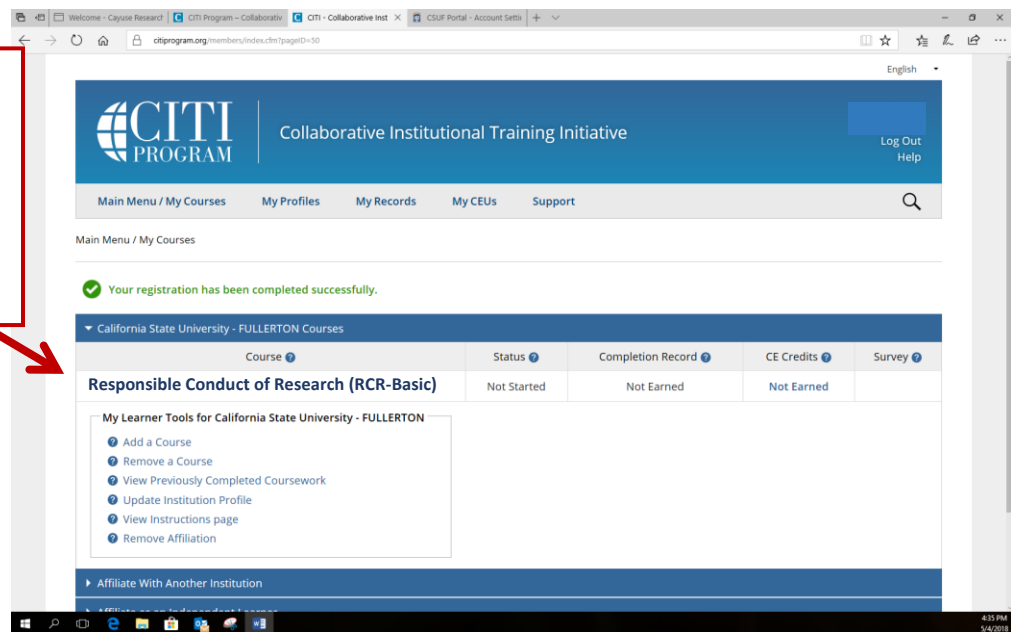 Welcome - Cayuse Research
CITI Program – Collaborativ
CITI - Collaborative Inst
CSUF Portal - Account Settin
citiprogram.org/members/index.cfm?pageID=50
English
CITI PROGRAM
Collaborative Institutional Training Initiative
Log Out
Help
Main Menu / My Courses My Profiles My Records My CEUs Support
Main Menu / My Courses
Your registration has been completed successfully.
California State University - FULLERTON Courses
Course Status Completion Record CE Credits Survey
Responsible Conduct of Research (RCR-Basic) Not Started Not Earned Not Earned
My Learner Tools for California State University - FULLERTON
Add a Course
Remove a Course
View Previously Completed Coursework
Update Institution Profile
View Instructions page
Remove Affiliation
Affiliate With Another Institution
4:35 PM
5/4/2018